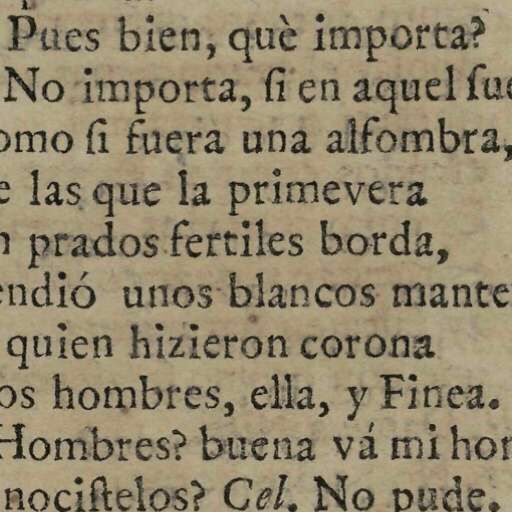 Pues bien, què importa?
No importa, ſi en aquel ſue
omo ſi fuera una alfombra,
e las que la primevera
n prados fertiles borda,
endió unos blancos mante
quien hizieron corona
os hombres, ella, y Finea.
Hombres? buena vá mi hon
nociſtelos? Cel. No pude.